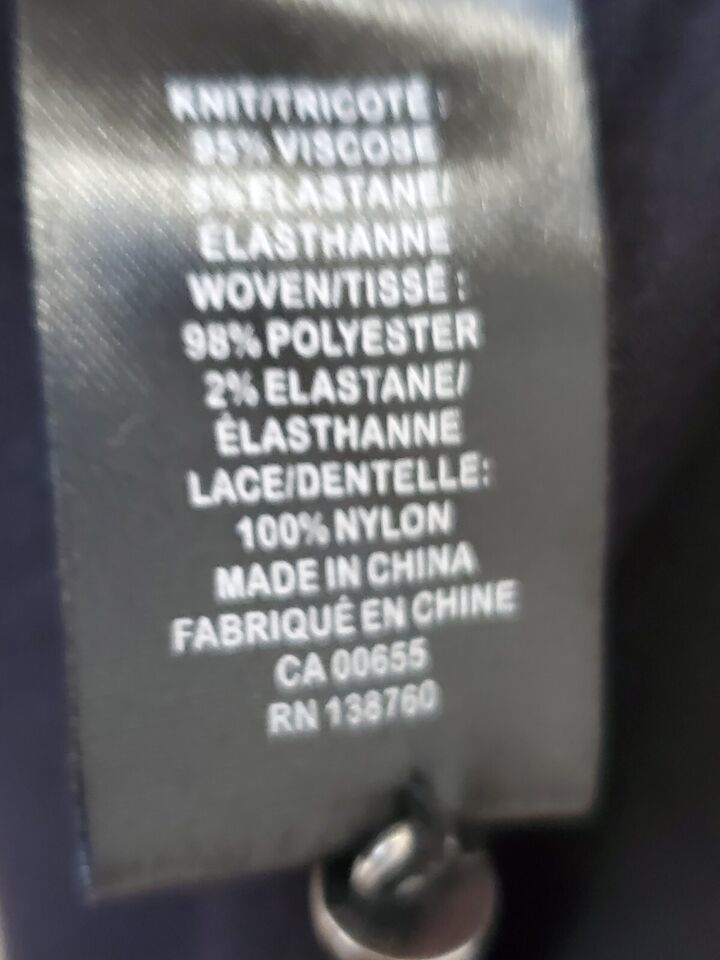 KNIT/TRICOTÉ :
95% VISCOSE
5% ELASTANE/
ÉLASTHANNE
WOVEN/TISSÉ :
98% POLYESTER
2% ELASTANE/
ÉLASTHANNE
LACE/DENTELLE:
100% NYLON
MADE IN CHINA
FABRIQUÉ EN CHINE
CA 00655
RN 138760